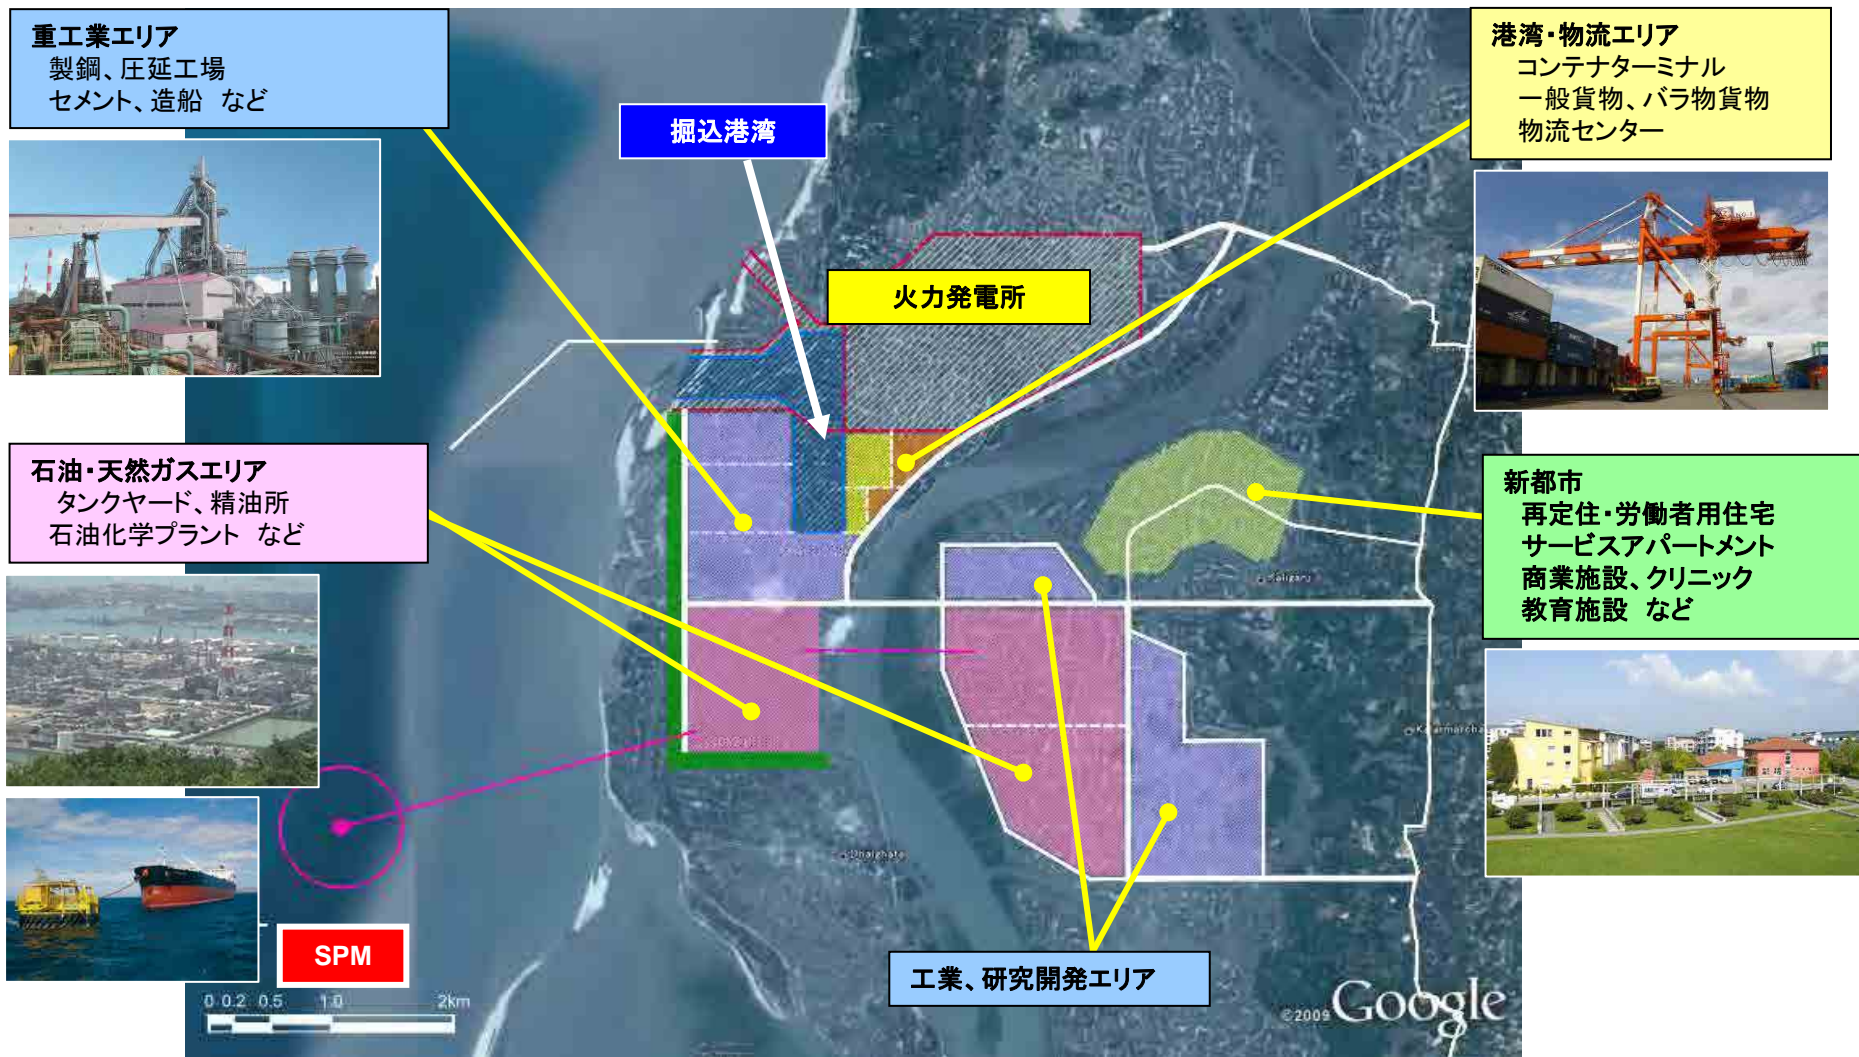 重工業エリア
製鋼、圧延工場
セメント、造船 など
掘込港湾
港湾・物流エリア
コンテナターミナル
一般貨物、バラ物貨物
物流センター
火力発電所
石油・天然ガスエリア
タンクヤード、精油所
石油化学プラント など
新都市
再定住・労働者用住宅
サービスアパートメント
商業施設、クリニック
教育施設 など
Dhalghata
SPM
工業、研究開発エリア
0 0.2 0.5 1.0 2km
©2009 Google